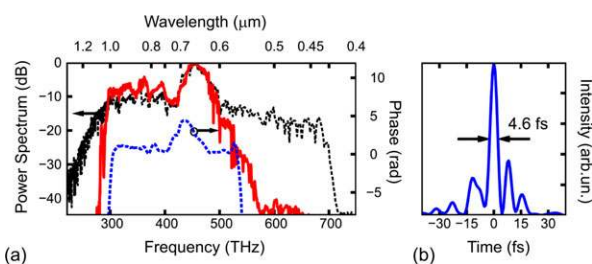 Wavelength (μm)
1.2 1.0 0.8 0.7 0.6 0.5 0.45 0.4
Power Spectrum (dB)
0
−10
−20
−30
−40
300 400 500 600 700
Frequency (THz)
10
5
0
−5
Phase (rad)
(a)
4.6 fs
Intensity (arb.un.)
−30 −15 0 15 30
Time (fs)
(b)